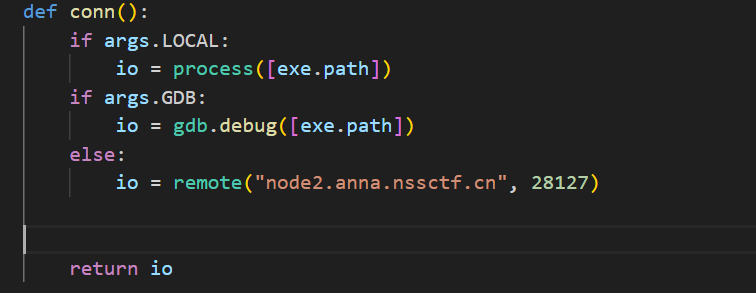 def conn():
    if args.LOCAL:
        io = process([exe.path])
    if args.GDB:
        io = gdb.debug([exe.path])
    else:
        io = remote("node2.anna.nssctf.cn", 28127)
    return io